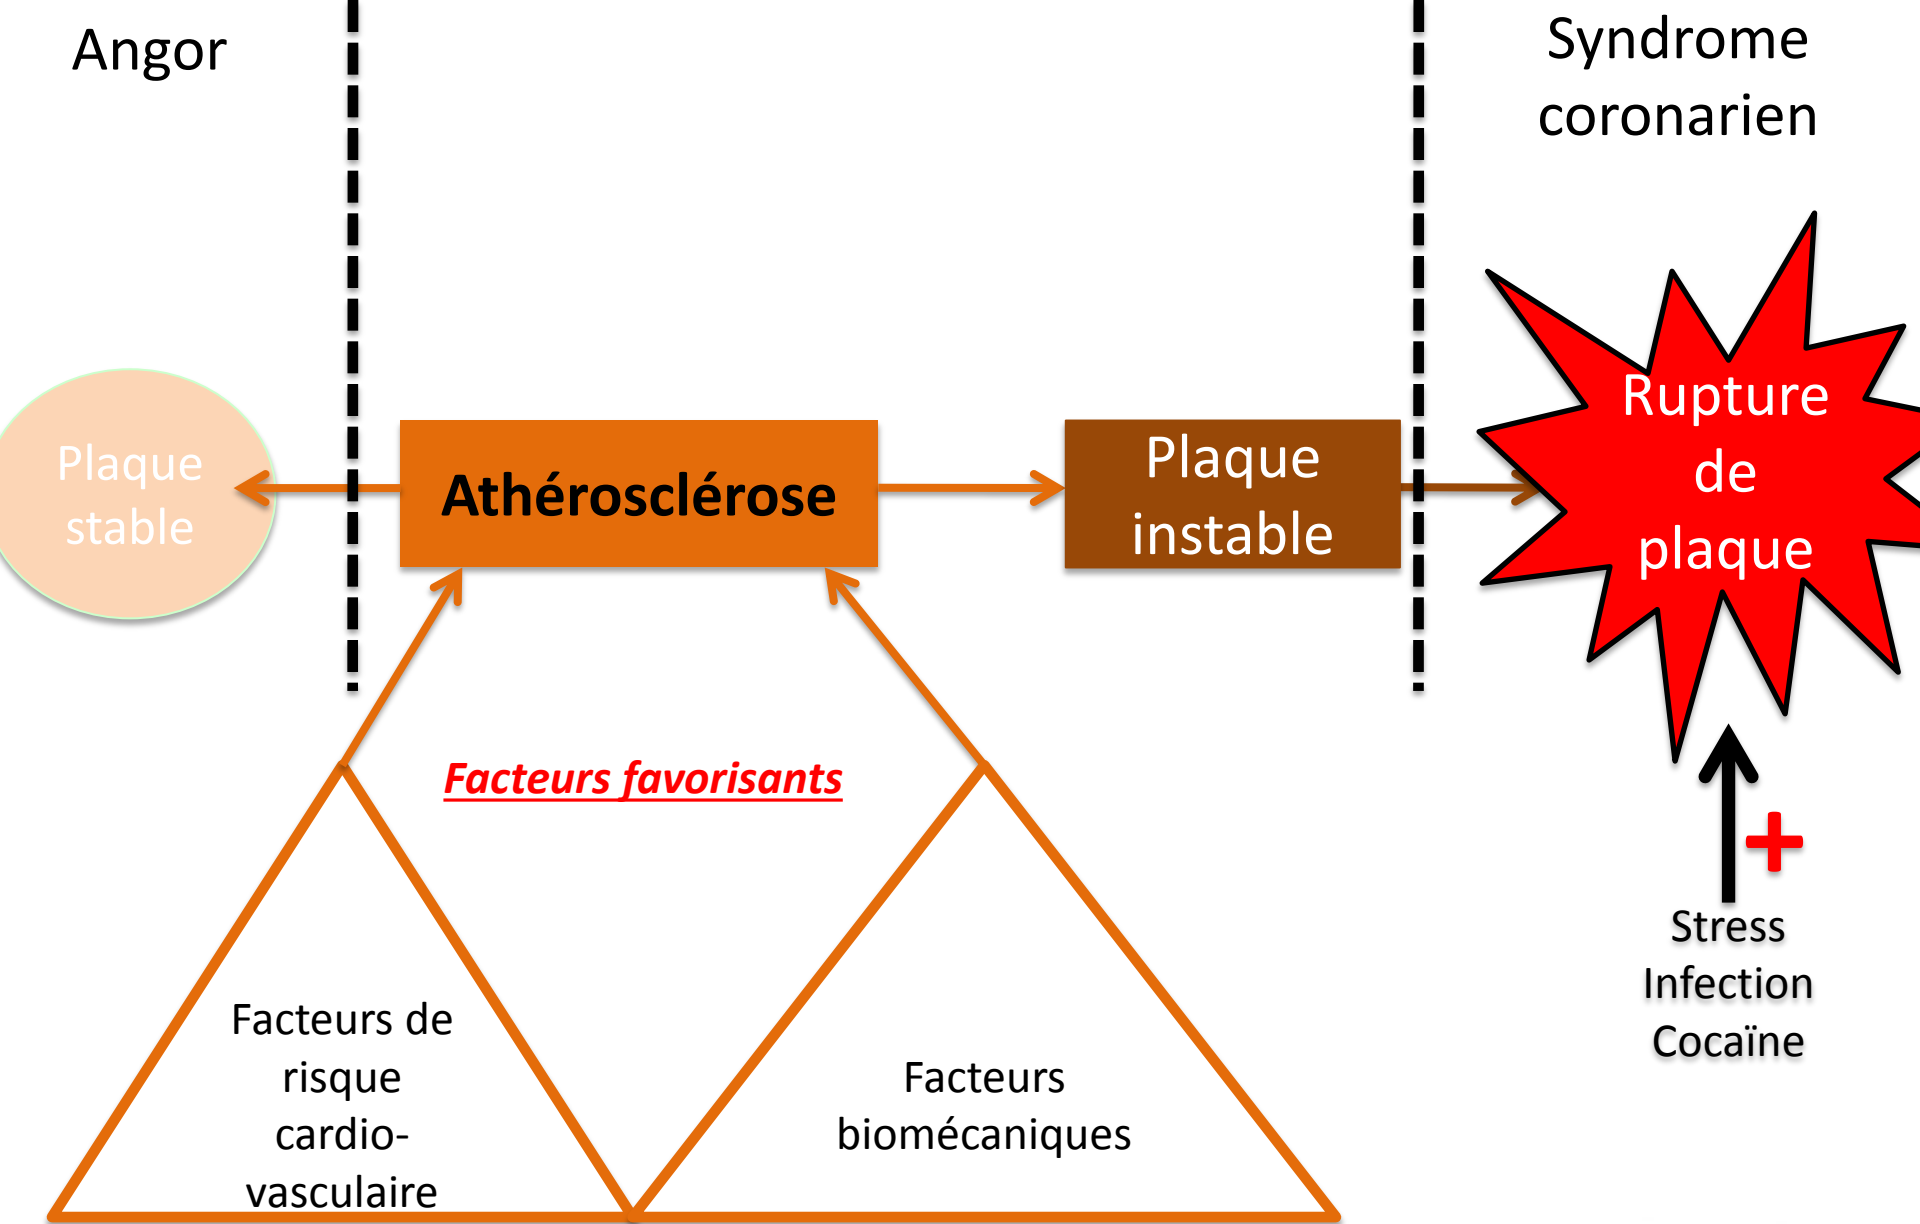 Angor
Syndrome
coronarien
Plaque
stable
Athérosclérose
Plaque
instable
Rupture
de
plaque
Facteurs favorisants
+
Stress
Infection
Cocaïne
Facteurs de
risque
cardio-
vasculaire
Facteurs
biomécaniques